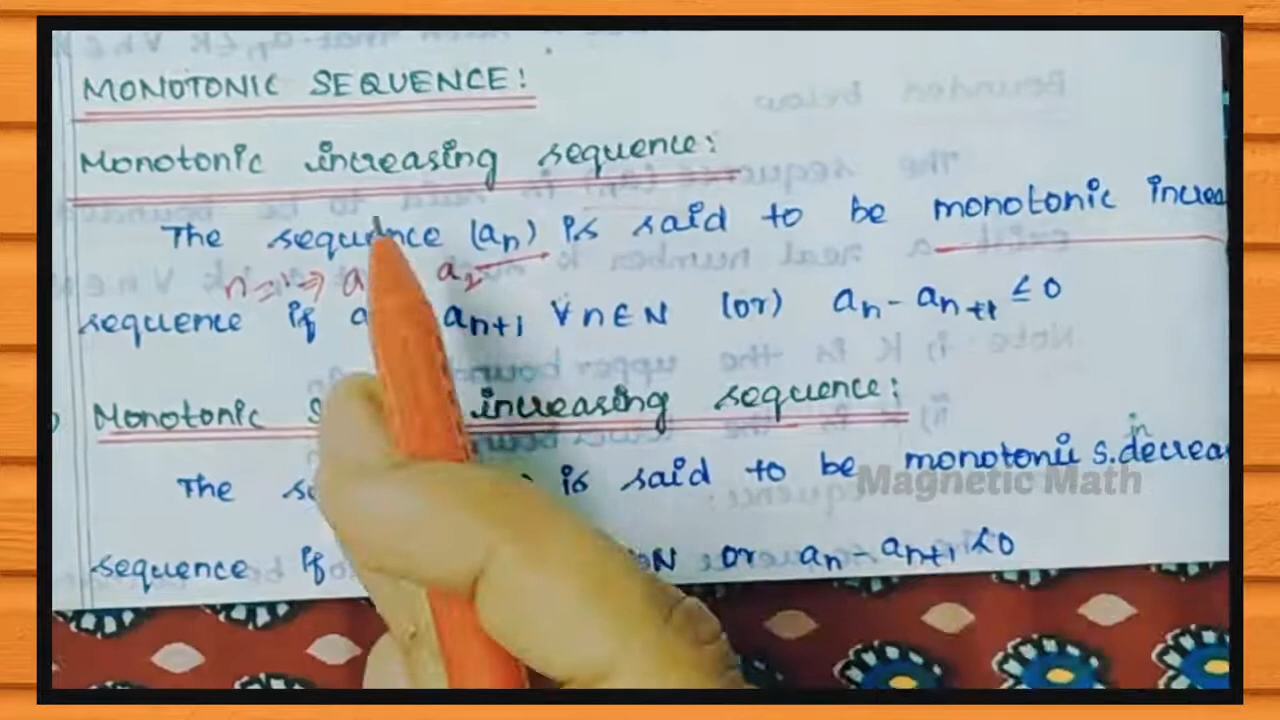 MONOTONIC SEQUENCE:
Monotonic increasing sequence:
The sequence (aₙ) is said to be monotonic increa
n=1⇒ a a₂
sequence if a aₙ₊₁ ∀n∈N (or) aₙ - aₙ₊₁ ≤ 0
Monotonic S increasing sequence:
in
The is said to be monotonic s.decrea
Magnetic Math
sequence if N or aₙ - aₙ₊₁ < 0